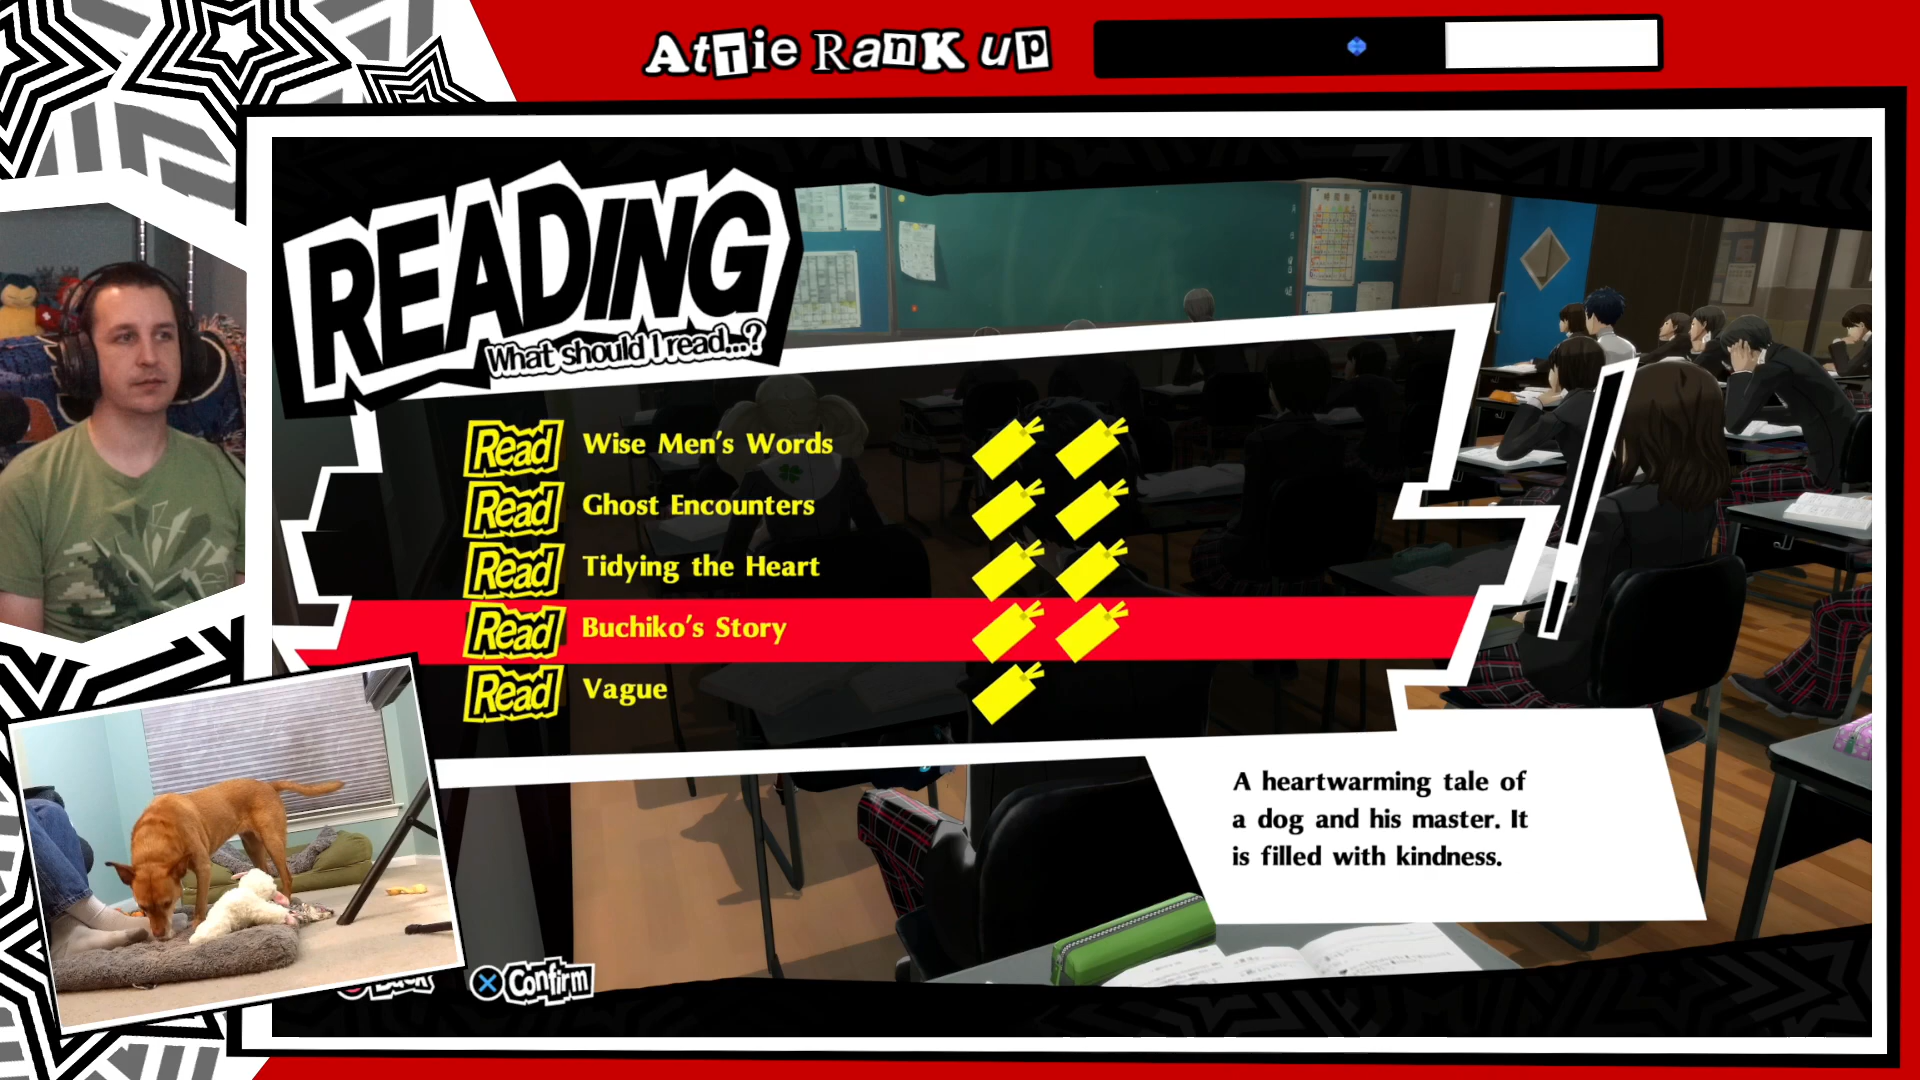 Attie Rank up
READING
What should I read...?
Read Wise Men's Words
Read Ghost Encounters
Read Tidying the Heart
Read Buchiko's Story
Read Vague
A heartwarming tale of
a dog and his master. It
is filled with kindness.
Confirm